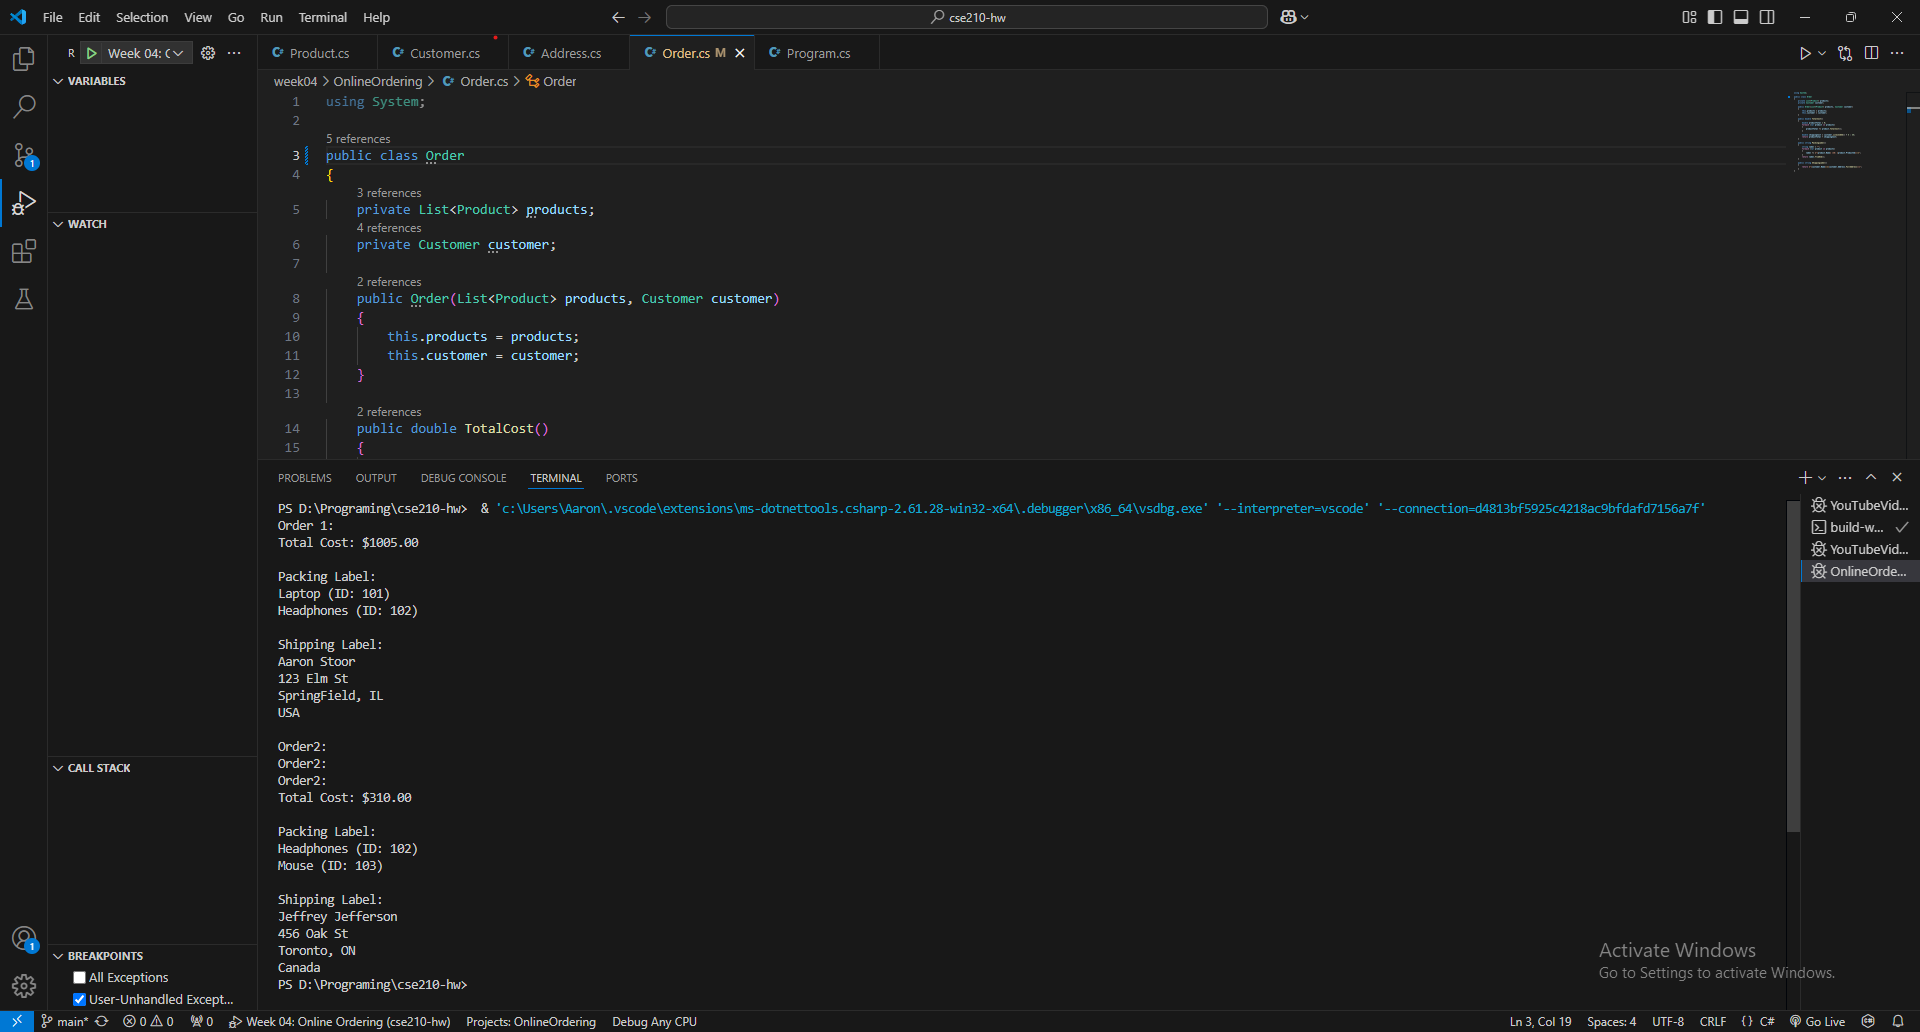 File Edit Selection View Go Run Terminal Help
cse210-hw
R Week 04: C
VARIABLES
WATCH
CALL STACK
BREAKPOINTS
All Exceptions
User-Unhandled Except...
1
1
Product.cs Customer.cs Address.cs Order.cs M Program.cs
week04 > OnlineOrdering > Order.cs > Order
1 using System;
2
5 references
3 public class Order
4 {
3 references
5 private List<Product> products;
4 references
6 private Customer customer;
7
2 references
8 public Order(List<Product> products, Customer customer)
9 {
10 this.products = products;
11 this.customer = customer;
12 }
13
2 references
14 public double TotalCost()
15 {
PROBLEMS OUTPUT DEBUG CONSOLE TERMINAL PORTS
PS D:\Programing\cse210-hw> & 'c:\Users\Aaron\.vscode\extensions\ms-dotnettools.csharp-2.61.28-win32-x64\.debugger\x86_64\vsdbg.exe' '--interpreter=vscode' '--connection=d4813bf5925c4218ac9bfdafd7156a7f'
Order 1:
Total Cost: $1005.00
Packing Label:
Laptop (ID: 101)
Headphones (ID: 102)
Shipping Label:
Aaron Stoor
123 Elm St
SpringField, IL
USA
Order2:
Order2:
Order2:
Total Cost: $310.00
Packing Label:
Headphones (ID: 102)
Mouse (ID: 103)
Shipping Label:
Jeffrey Jefferson
456 Oak St
Toronto, ON
Canada
PS D:\Programing\cse210-hw>
YouTubeVid...
build-w...
YouTubeVid...
OnlineOrde...
Activate Windows
Go to Settings to activate Windows.
main* 0 0 0 Week 04: Online Ordering (cse210-hw) Projects: OnlineOrdering Debug Any CPU Ln 3, Col 19 Spaces: 4 UTF-8 CRLF {} C# Go Live